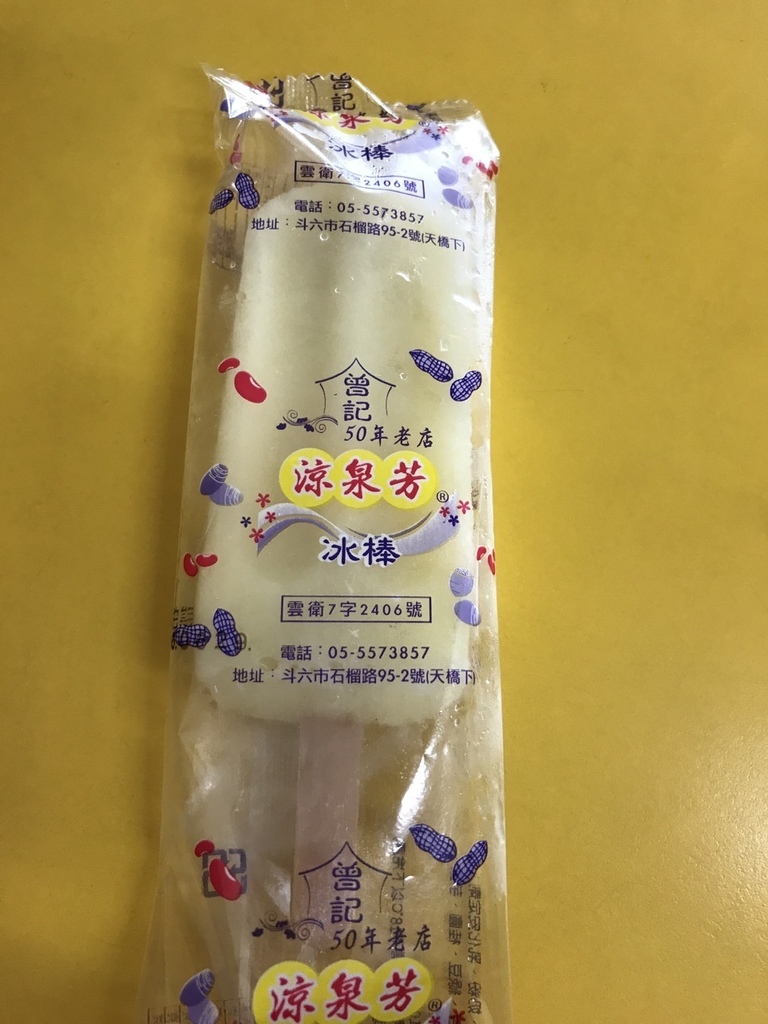 曾記
涼泉芳®
冰棒
雲衛7字2406號
電話：05-5573857
地址：斗六市石榴路95-2號(天橋下)
曾記
50年老店
涼泉芳®
冰棒
雲衛7字2406號
電話：05-5573857
地址：斗六市石榴路95-2號(天橋下)
曾記
50年老店
涼泉芳®